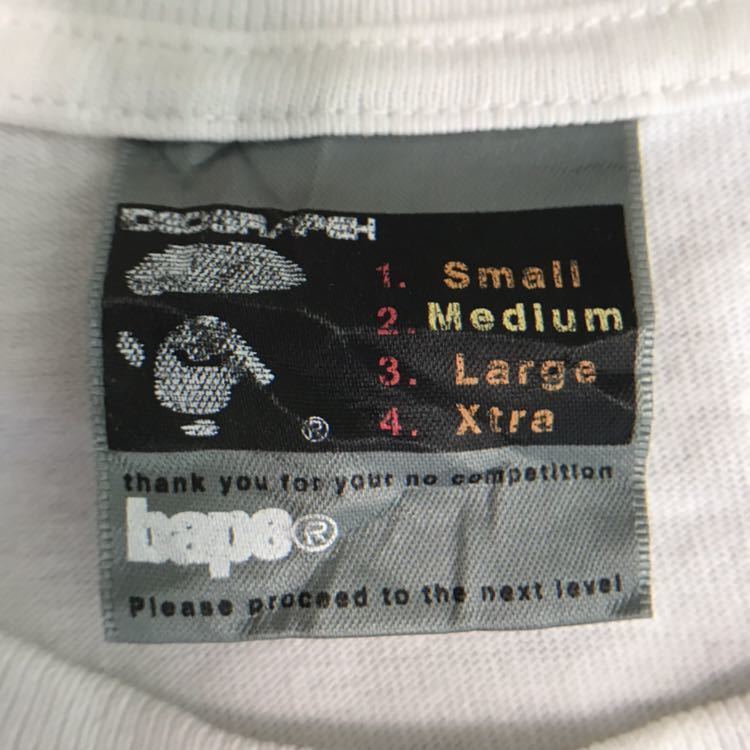 1. Small
2. Medium
3. Large
4. Xtra
®
thank you for your no competition
bape®
Please proceed to the next level